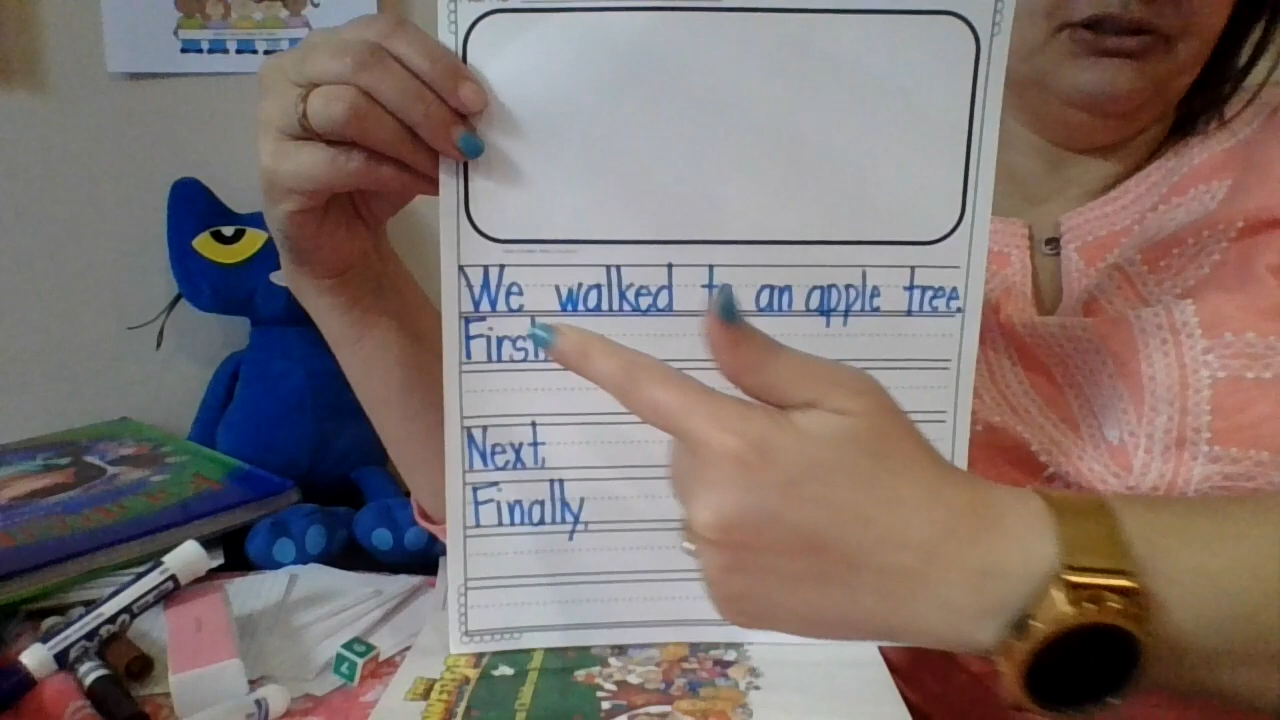 We walked to an apple tree.
First
Next,
Finally,